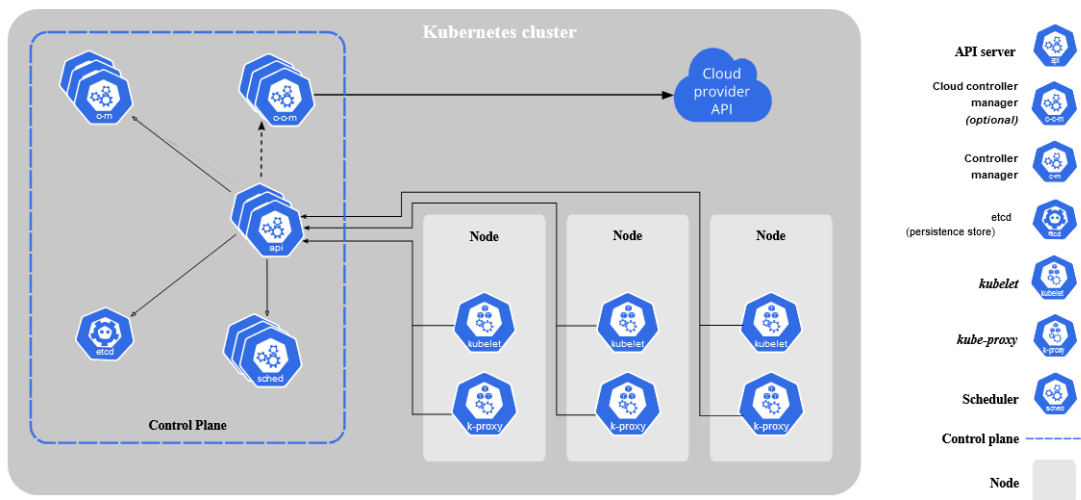 Kubernetes cluster
c-m
c-c-m
Cloud
provider
API
api
Node
Node
Node
etcd
sched
kubelet
kubelet
kubelet
k-proxy
k-proxy
k-proxy
Control Plane
API server
api
Cloud controller
manager
(optional)
c-c-m
Controller
manager
c-m
etcd
(persistence store)
etcd
kubelet
kubelet
kube-proxy
k-proxy
Scheduler
sched
Control plane
Node